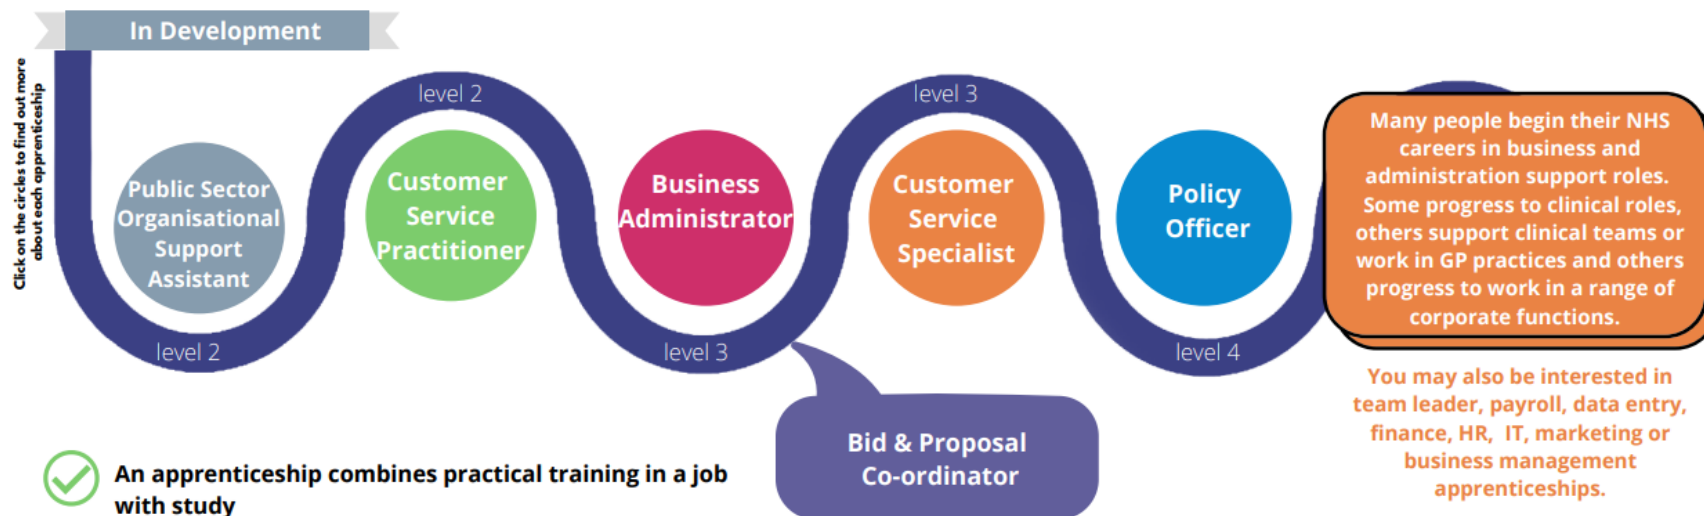 In Development
Click on the circles to find out more
about each apprenticeship
level 2
level 3
Public Sector
Organisational
Support
Assistant
Customer
Service
Practitioner
Business
Administrator
Customer
Service
Specialist
Policy
Officer
level 2
level 3
level 4
Many people begin their NHS
careers in business and
administration support roles.
Some progress to clinical roles,
others support clinical teams or
work in GP practices and others
progress to work in a range of
corporate functions.
You may also be interested in
team leader, payroll, data entry,
finance, HR, IT, marketing or
business management
apprenticeships.
Bid & Proposal
Co-ordinator
An apprenticeship combines practical training in a job
with study